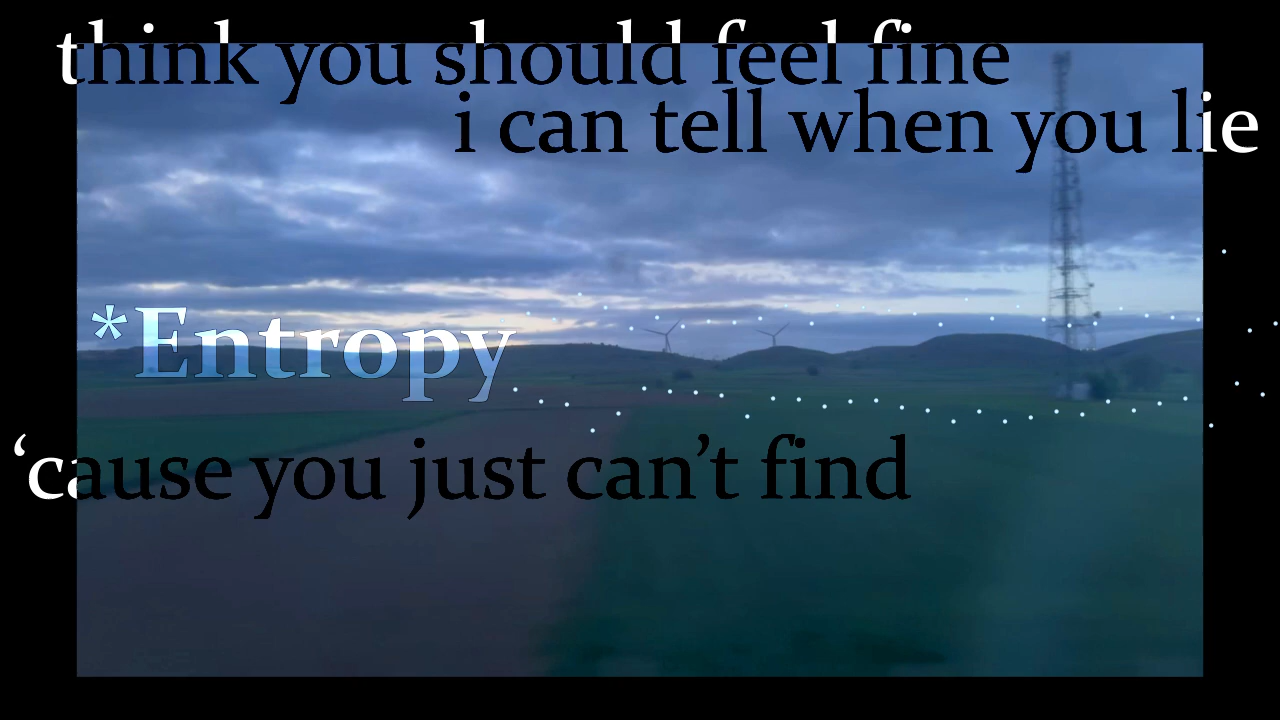 think you should feel fine
i can tell when you lie
*Entropy
‘cause you just can’t find